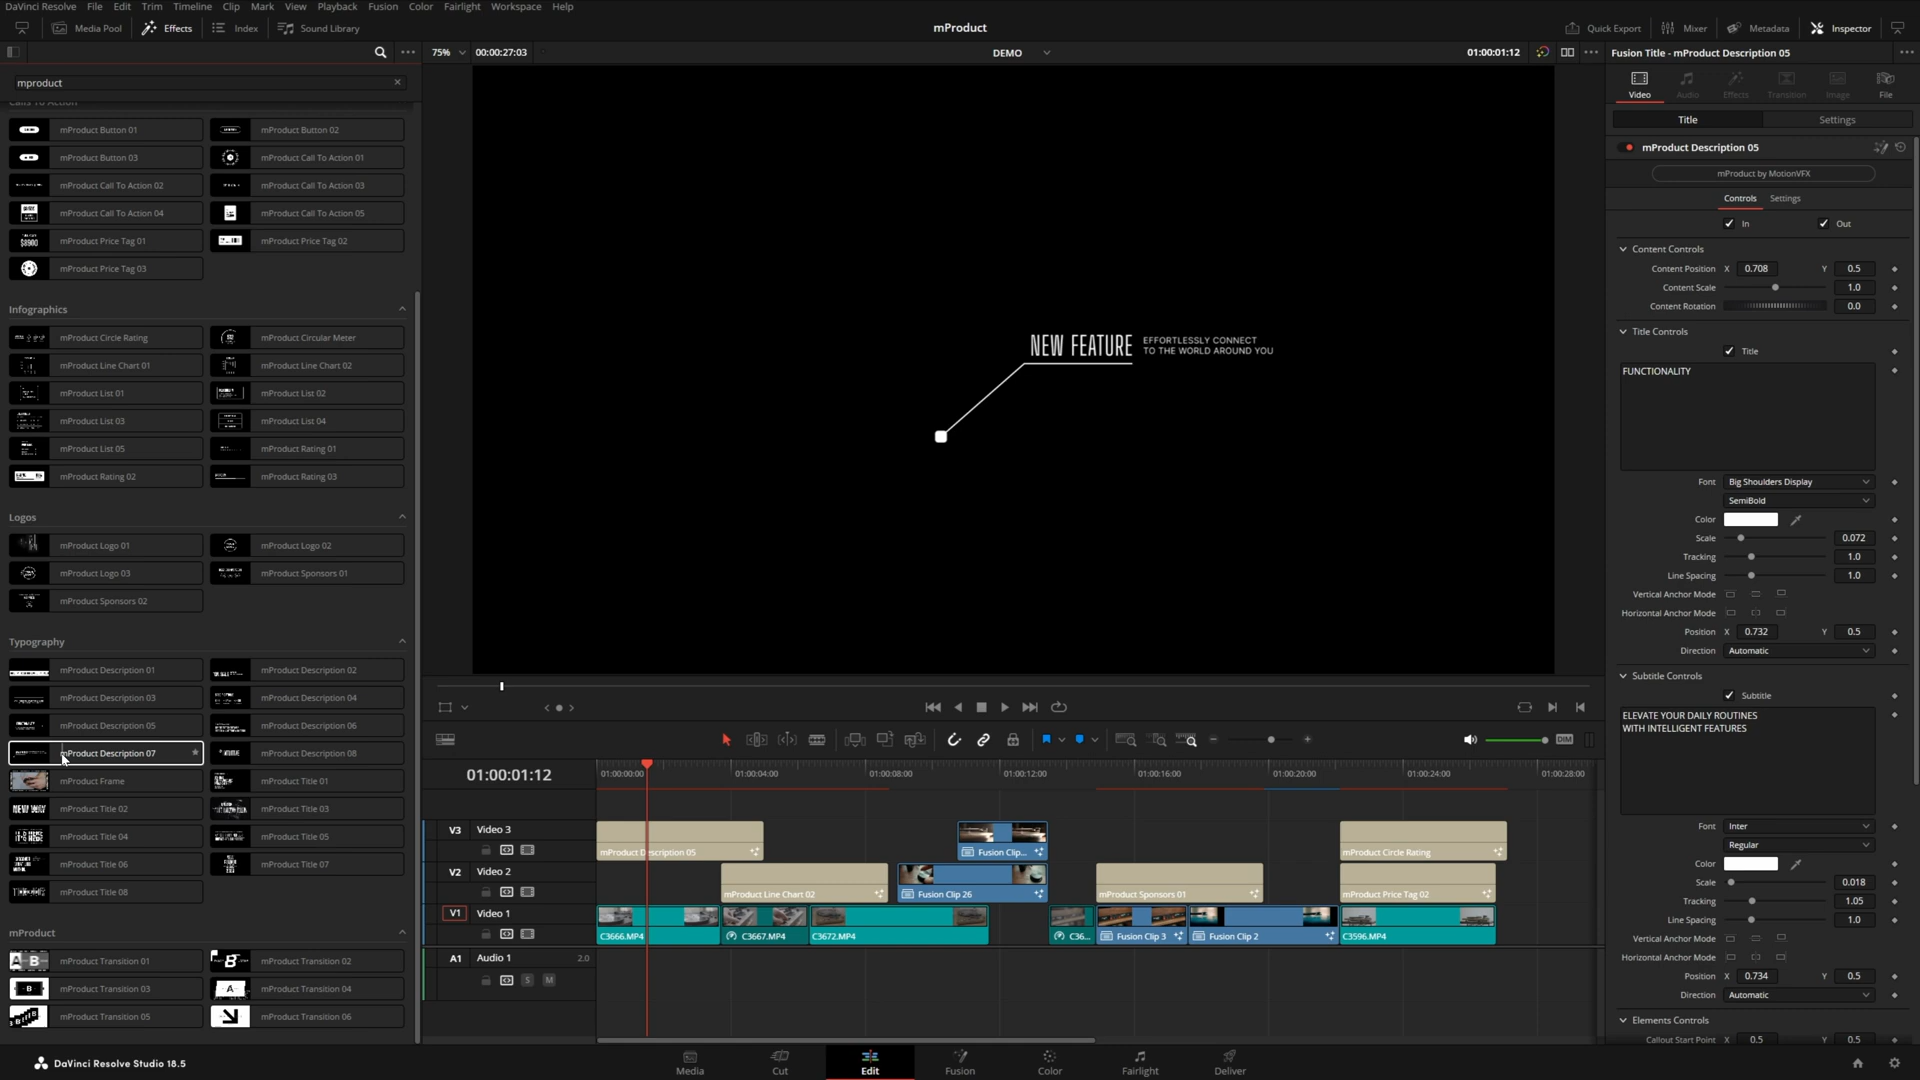 DaVinci Resolve File Edit Trim Timeline Clip Mark View Playback Fusion Color Fairlight Workspace Help
Media Pool Effects Index Sound Library
mProduct
Quick Export Mixer Metadata Inspector
75% 00:00:27:03
DEMO
01:00:01:12
Fusion Title - mProduct Description 05
mproduct
Calls To Action
mProduct Button 01 mProduct Button 02
mProduct Button 03 mProduct Call To Action 01
mProduct Call To Action 02 mProduct Call To Action 03
mProduct Call To Action 04 mProduct Call To Action 05
mProduct Price Tag 01 mProduct Price Tag 02
mProduct Price Tag 03
Infographics
mProduct Circle Rating mProduct Circular Meter
mProduct Line Chart 01 mProduct Line Chart 02
mProduct List 01 mProduct List 02
mProduct List 03 mProduct List 04
mProduct List 05 mProduct Rating 01
mProduct Rating 02 mProduct Rating 03
Logos
mProduct Logo 01 mProduct Logo 02
mProduct Logo 03 mProduct Sponsors 01
mProduct Sponsors 02
Typography
mProduct Description 01 mProduct Description 02
mProduct Description 03 mProduct Description 04
mProduct Description 05 mProduct Description 06
mProduct Description 07 mProduct Description 08
mProduct Frame mProduct Title 01
mProduct Title 02 mProduct Title 03
mProduct Title 04 mProduct Title 05
mProduct Title 06 mProduct Title 07
mProduct Title 08
mProduct
mProduct Transition 01 mProduct Transition 02
mProduct Transition 03 mProduct Transition 04
mProduct Transition 05 mProduct Transition 06
NEW FEATURE
EFFORTLESSLY CONNECT
TO THE WORLD AROUND YOU
DIM
01:00:01:12
01:00:00:00 01:00:04:00 01:00:08:00 01:00:12:00 01:00:16:00 01:00:20:00 01:00:24:00 01:00:28:00
V3 Video 3
mProduct Description 05 Fusion Clip... mProduct Circle Rating
V2 Video 2
mProduct Line Chart 02 Fusion Clip 26 mProduct Sponsors 01 mProduct Price Tag 02
V1 Video 1
C3666.MP4 C3667.MP4 C3672.MP4 C36... Fusion Clip 3 Fusion Clip 2 C3596.MP4
A1 Audio 1 2.0
S M
Video Audio Effects Transition Image File
Title Settings
mProduct Description 05
mProduct by MotionVFX
Controls Settings
In Out
Content Controls
Content Position X 0.708 Y 0.5
Content Scale 1.0
Content Rotation 0.0
Title Controls
Title
FUNCTIONALITY
Font Big Shoulders Display
SemiBold
Color
Scale 0.072
Tracking 1.0
Line Spacing 1.0
Vertical Anchor Mode
Horizontal Anchor Mode
Position X 0.732 Y 0.5
Direction Automatic
Subtitle Controls
Subtitle
ELEVATE YOUR DAILY ROUTINES
WITH INTELLIGENT FEATURES
Font Inter
Regular
Color
Scale 0.018
Tracking 1.05
Line Spacing 1.0
Vertical Anchor Mode
Horizontal Anchor Mode
Position X 0.734 Y 0.5
Direction Automatic
Elements Controls
Callout Start Point X 0.5 Y 0.5
DaVinci Resolve Studio 18.5
Media Cut Edit Fusion Color Fairlight Deliver